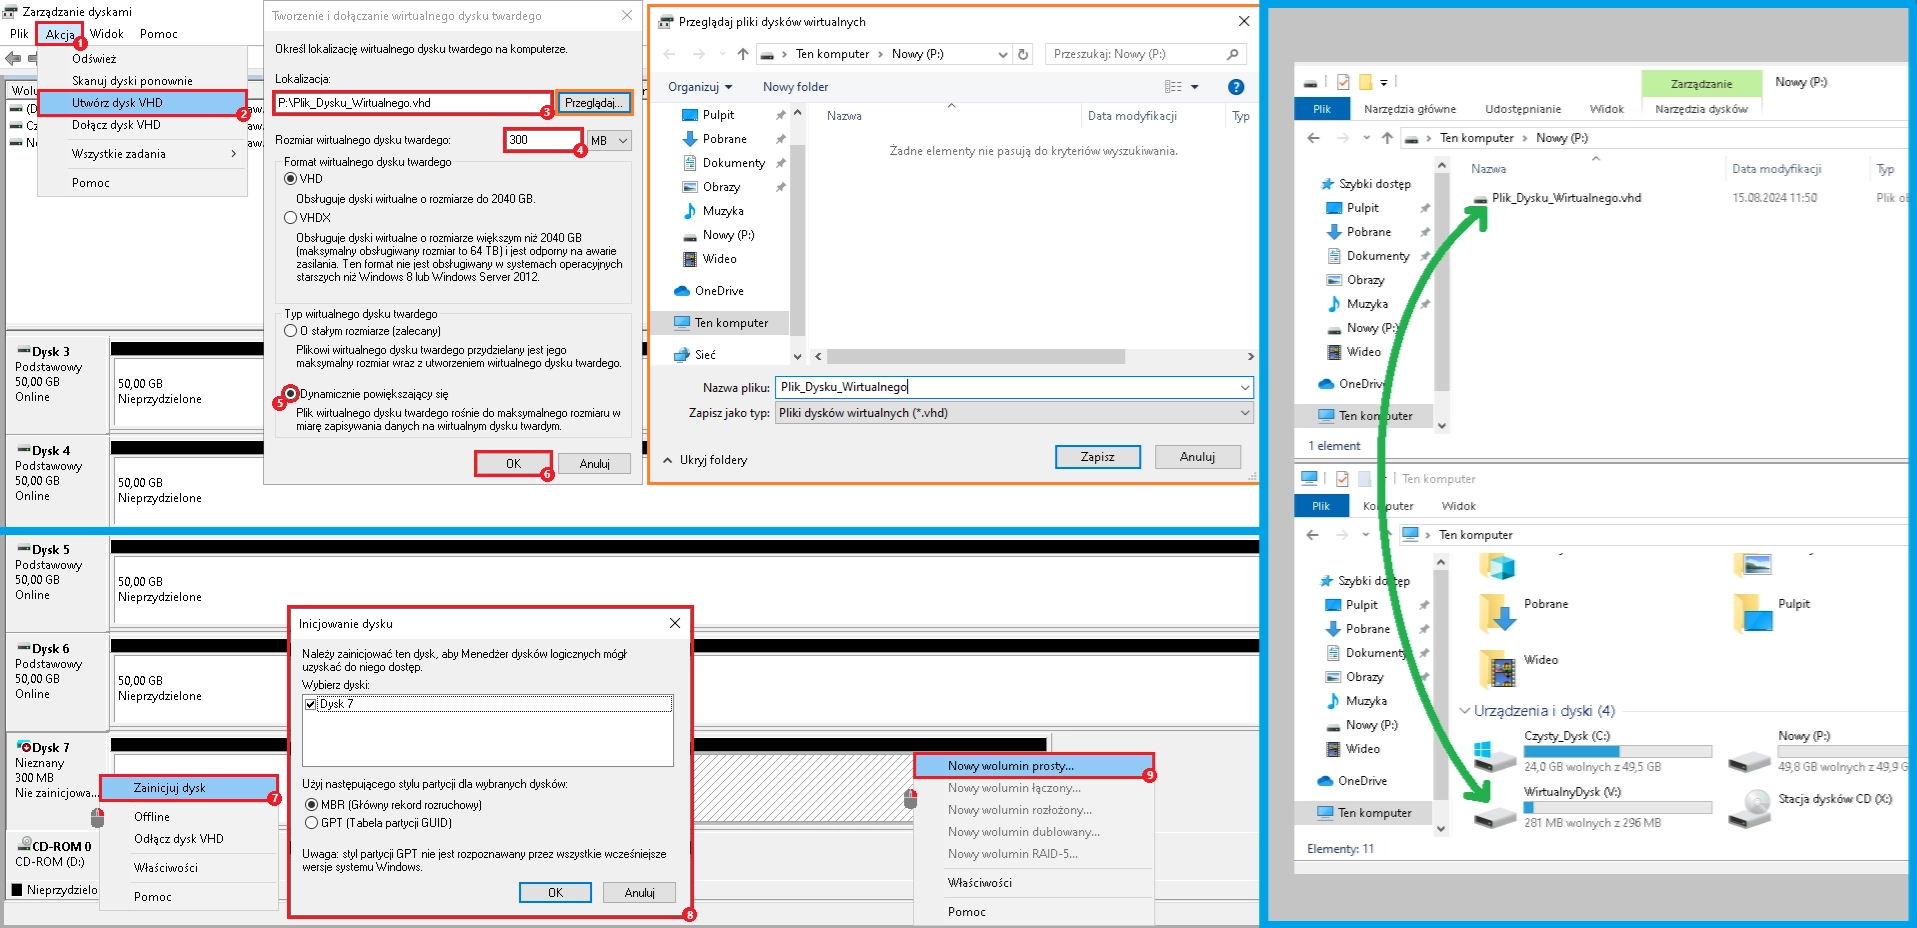 Zarządzanie dyskami
Plik Akcja Widok Pomoc
1
Odśwież
Skanuj dyski ponownie
Utwórz dysk VHD
2
Dołącz dysk VHD
Wszystkie zadania
Pomoc
Dysk 3
Podstawowy
50,00 GB
Online
50,00 GB
Nieprzydzielone
Dysk 4
Podstawowy
50,00 GB
Online
50,00 GB
Nieprzydzielone
Tworzenie i dołączanie wirtualnego dysku twardego
Określ lokalizację wirtualnego dysku twardego na komputerze.
Lokalizacja:
P:\Plik_Dysku_Wirtualnego.vhd
3
Przeglądaj...
Rozmiar wirtualnego dysku twardego:
300
4
MB
Format wirtualnego dysku twardego
VHD
Obsługuje dyski wirtualne o rozmiarze do 2040 GB.
VHDX
Obsługuje dyski wirtualne o rozmiarze większym niż 2040 GB
(maksymalny obsługiwany rozmiar to 64 TB) i jest odporny na awarie
zasilania. Ten format nie jest obsługiwany w systemach operacyjnych
starszych niż Windows 8 lub Windows Server 2012.
Typ wirtualnego dysku twardego
O stałym rozmiarze (zalecany)
Plikowi wirtualnego dysku twardego przydzielany jest jego
maksymalny rozmiar wraz z utworzeniem wirtualnego dysku twardego.
5
Dynamicznie powiększający się
Plik wirtualnego dysku twardego rośnie do maksymalnego rozmiaru w
miarę zapisywania danych na wirtualnym dysku twardym.
OK
6
Anuluj
Przeglądaj pliki dysków wirtualnych
Ten komputer Nowy (P:)
Przeszukaj: Nowy (P:)
Organizuj Nowy folder
Pulpit
Pobrane
Dokumenty
Obrazy
Muzyka
Nowy (P:)
Wideo
OneDrive
Ten komputer
Sieć
Nazwa Data modyfikacji Typ
Żadne elementy nie pasują do kryteriów wyszukiwania.
Nazwa pliku: Plik_Dysku_Wirtualnego
Zapisz jako typ: Pliki dysków wirtualnych (*.vhd)
Ukryj foldery
Zapisz
Anuluj
Dysk 5
Podstawowy
50,00 GB
Online
50,00 GB
Nieprzydzielone
Dysk 6
Podstawowy
50,00 GB
Online
50,00 GB
Nieprzydzielone
Dysk 7
Nieznany
300 MB
Nie zainicjowa...
CD-ROM 0
CD-ROM (D:)
Nieprzydzielo
Zainicjuj dysk
7
Offline
Odłącz dysk VHD
Właściwości
Pomoc
Inicjowanie dysku
Należy zainicjować ten dysk, aby Menedżer dysków logicznych mógł
uzyskać do niego dostęp.
Wybierz dyski:
Dysk 7
Użyj następującego stylu partycji dla wybranych dysków:
MBR (Główny rekord rozruchowy)
GPT (Tabela partycji GUID)
Uwaga: styl partycji GPT nie jest rozpoznawany przez wszystkie wcześniejsze
wersje systemu Windows.
OK
Anuluj
8
Nowy wolumin prosty...
9
Nowy wolumin łączony...
Nowy wolumin rozłożony...
Nowy wolumin dublowany...
Nowy wolumin RAID-5...
Właściwości
Pomoc
Zarządzanie
Nowy (P:)
Plik Narzędzia główne Udostępnianie Widok Narzędzia dysków
Ten komputer Nowy (P:)
Szybki dostęp
Pulpit
Pobrane
Dokumenty
Obrazy
Muzyka
Nowy (P:)
Wideo
OneDrive
Ten komputer
Nazwa Data modyfikacji Typ
Plik_Dysku_Wirtualnego.vhd 15.08.2024 11:50 Plik
1 element
Ten komputer
Plik Komputer Widok
Ten komputer
Szybki dostęp
Pulpit
Pobrane
Dokumenty
Obrazy
Muzyka
Nowy (P:)
Wideo
OneDrive
Ten komputer
Pobrane
Pulpit
Wideo
Urządzenia i dyski (4)
Czysty_Dysk (C:)
24,0 GB wolnych z 49,5 GB
Nowy (P:)
49,8 GB wolnych z 49,9 G
WirtualnyDysk (V:)
281 MB wolnych z 296 MB
Stacja dysków CD (X:)
Elementy: 11